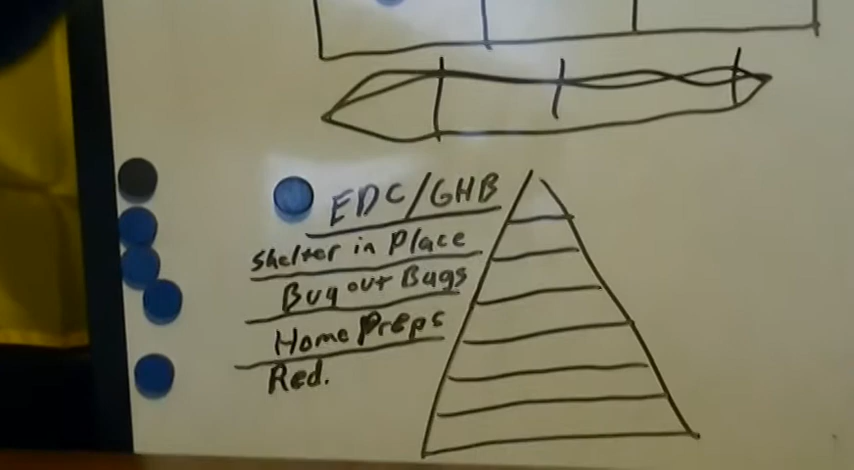 EDC/GHB
Shelter in Place
Bug out Bugs
Home Preps
Red.